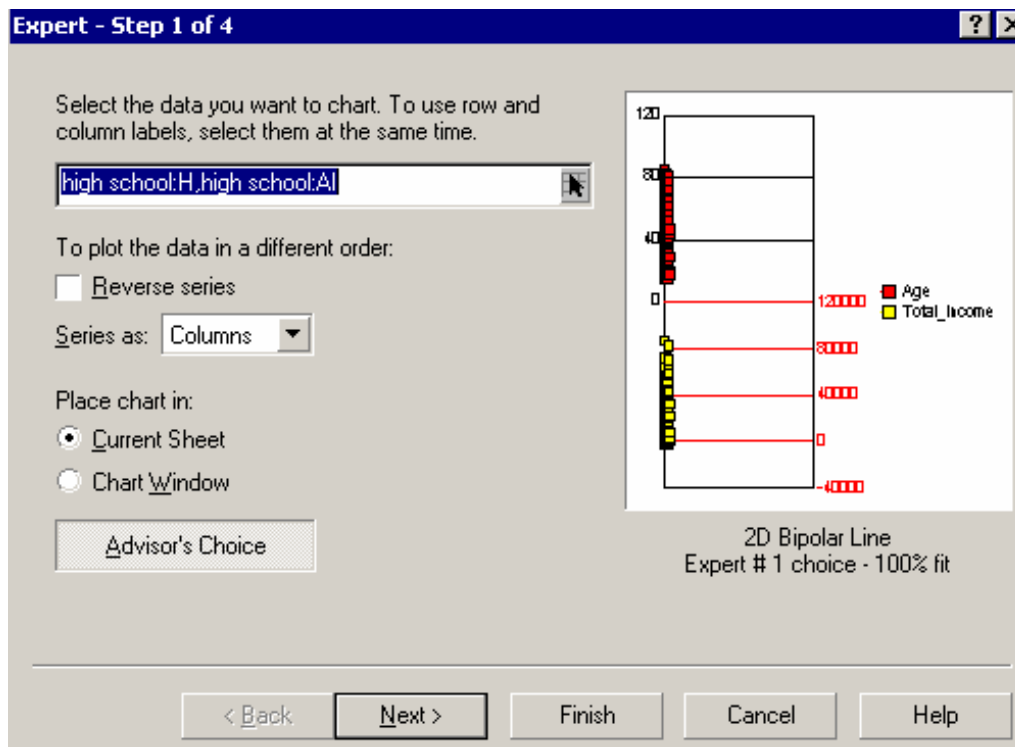 Expert - Step 1 of 4
Select the data you want to chart. To use row and
column labels, select them at the same time.
high school:H,high school:AI
To plot the data in a different order:
Reverse series
Series as: Columns
Place chart in:
Current Sheet
Chart Window
Advisor's Choice
120
80
40
0
120000
80000
40000
0
-40000
Age
Total_Income
2D Bipolar Line
Expert # 1 choice - 100% fit
< Back
Next >
Finish
Cancel
Help